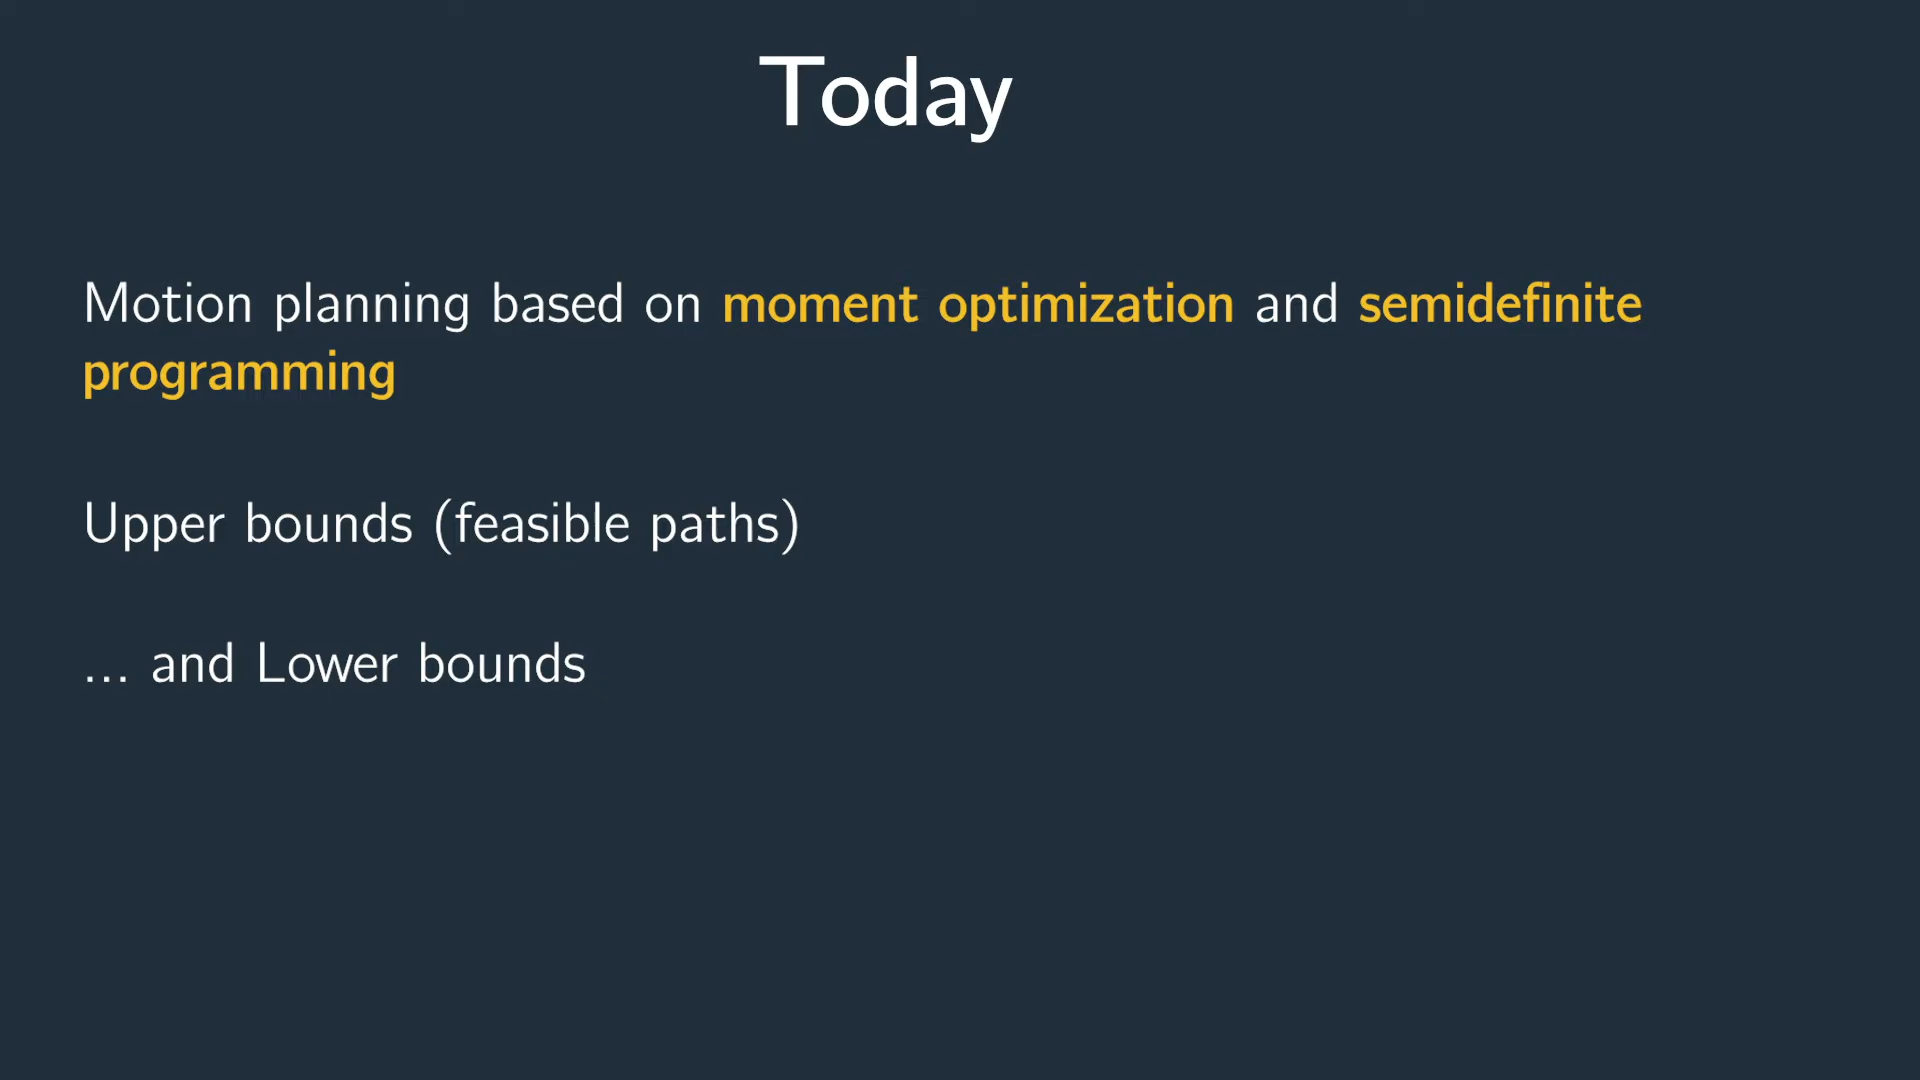 Today
Motion planning based on moment optimization and semidefinite
programming
Upper bounds (feasible paths)
... and Lower bounds